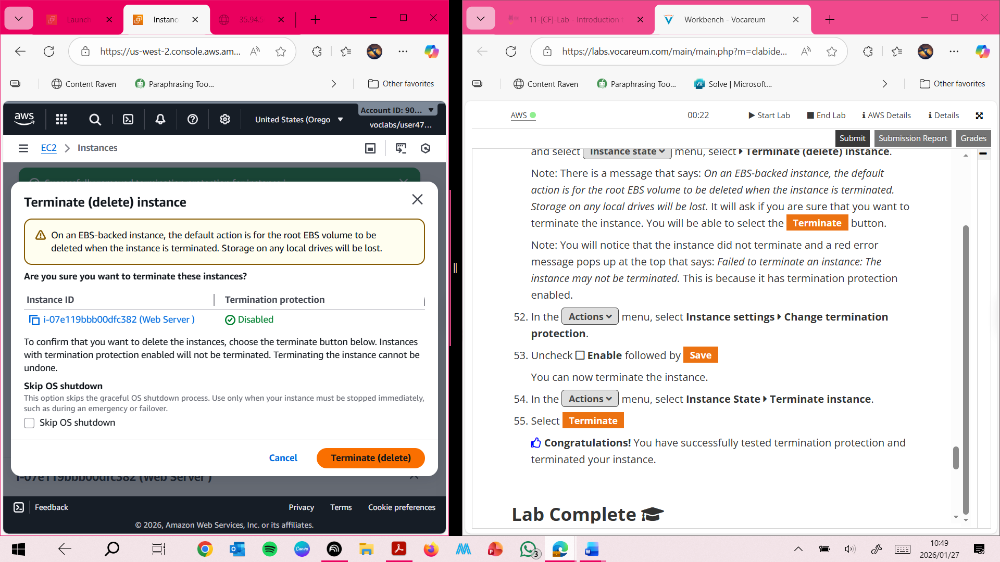 Launch
Instanc
35.94.5
https://us-west-2.console.aws.am...
Content Raven
Paraphrasing Too...
Other favorites
aws
United States (Orego
Account ID: 90...
voclabs/user47...
EC2
Instances
Terminate (delete) instance
On an EBS-backed instance, the default action is for the root EBS volume to be
deleted when the instance is terminated. Storage on any local drives will be lost.
Are you sure you want to terminate these instances?
Instance ID
Termination protection
i-07e119bbb00dfc382 (Web Server )
Disabled
To confirm that you want to delete the instances, choose the terminate button below. Instances
with termination protection enabled will not be terminated. Terminating the instance cannot be
undone.
Skip OS shutdown
This option skips the graceful OS shutdown process. Use only when your instance must be stopped immediately,
such as during an emergency or failover.
Skip OS shutdown
Cancel
Terminate (delete)
i-07e119bbb00dfc382 (Web Server )
Feedback
Privacy
Terms
Cookie preferences
© 2026, Amazon Web Services, Inc. or its affiliates.
11-[CF]-Lab - Introduction t
Workbench - Vocareum
https://labs.vocareum.com/main/main.php?m=clabide...
Content Raven
Paraphrasing Too...
Solve | Microsoft...
Other favorites
AWS
00:22
Start Lab
End Lab
AWS Details
Details
Submit
Submission Report
Grades
and select Instance state menu, select Terminate (delete) instance.
Note: There is a message that says: On an EBS-backed instance, the default
action is for the root EBS volume to be deleted when the instance is terminated.
Storage on any local drives will be lost. It will ask if you are sure that you want to
terminate the instance. You will be able to select the Terminate button.
Note: You will notice that the instance did not terminate and a red error
message pops up at the top that says: Failed to terminate an instance: The
instance may not be terminated. This is because it has termination protection
enabled.
52. In the Actions menu, select Instance settings Change termination
protection.
53. Uncheck Enable followed by Save
You can now terminate the instance.
54. In the Actions menu, select Instance State Terminate instance.
55. Select Terminate
Congratulations! You have successfully tested termination protection and
terminated your instance.
Lab Complete
Canva
3
10:49
2026/01/27